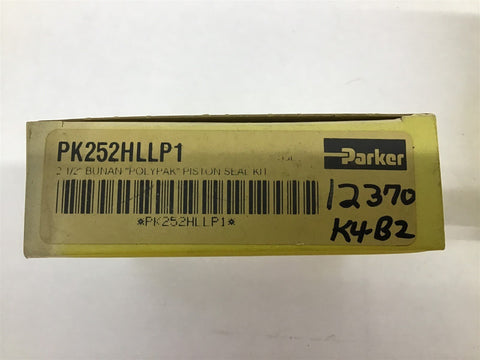 PK252HLLP1
Parker
2 1/2" BUNAN "POLYPAK" PISTON SEAL KIT
12370
*PK252HLLP1*
K4B2